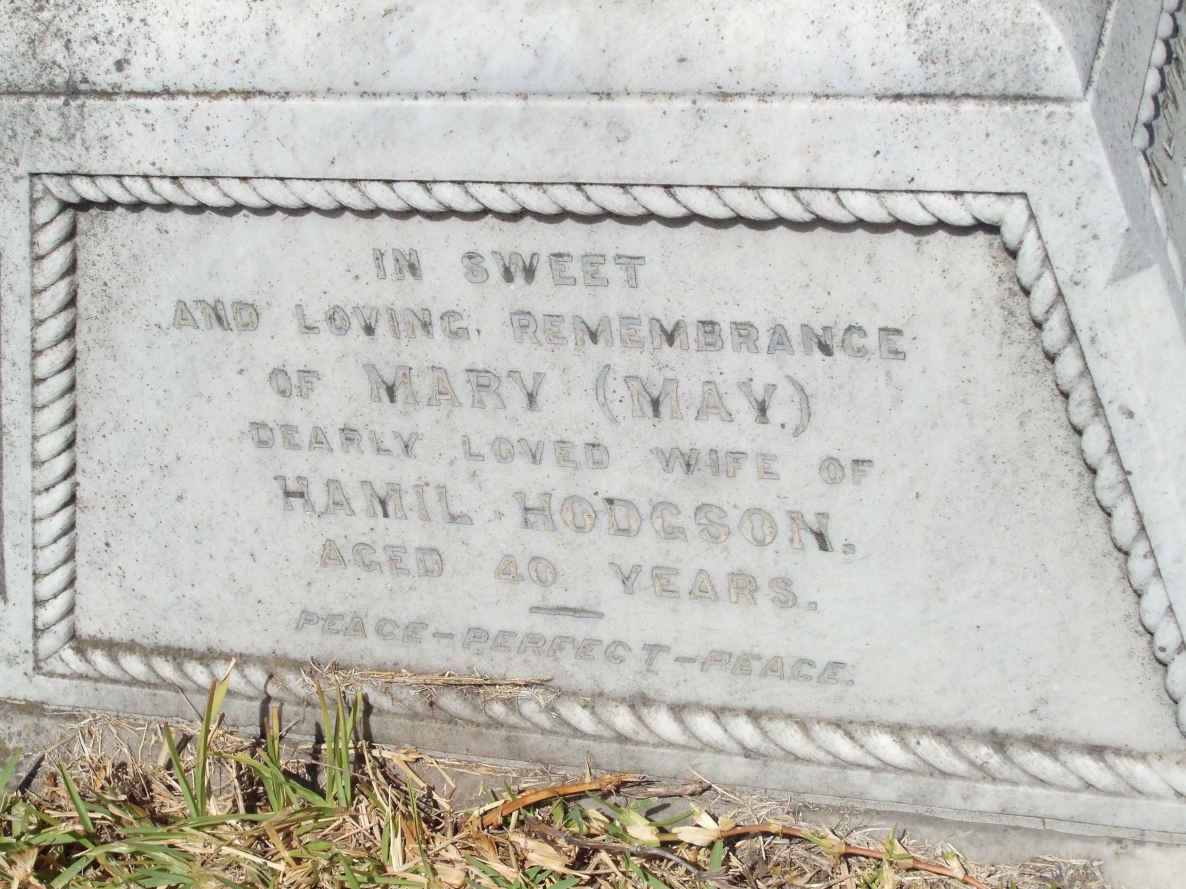 IN SWEET
AND LOVING REMEMBRANCE
OF MARY (MAY)
DEARLY LOVED WIFE OF
HAMIL HODGSON.
AGED 40 YEARS.
PEACE-PERFECT-PEACE.